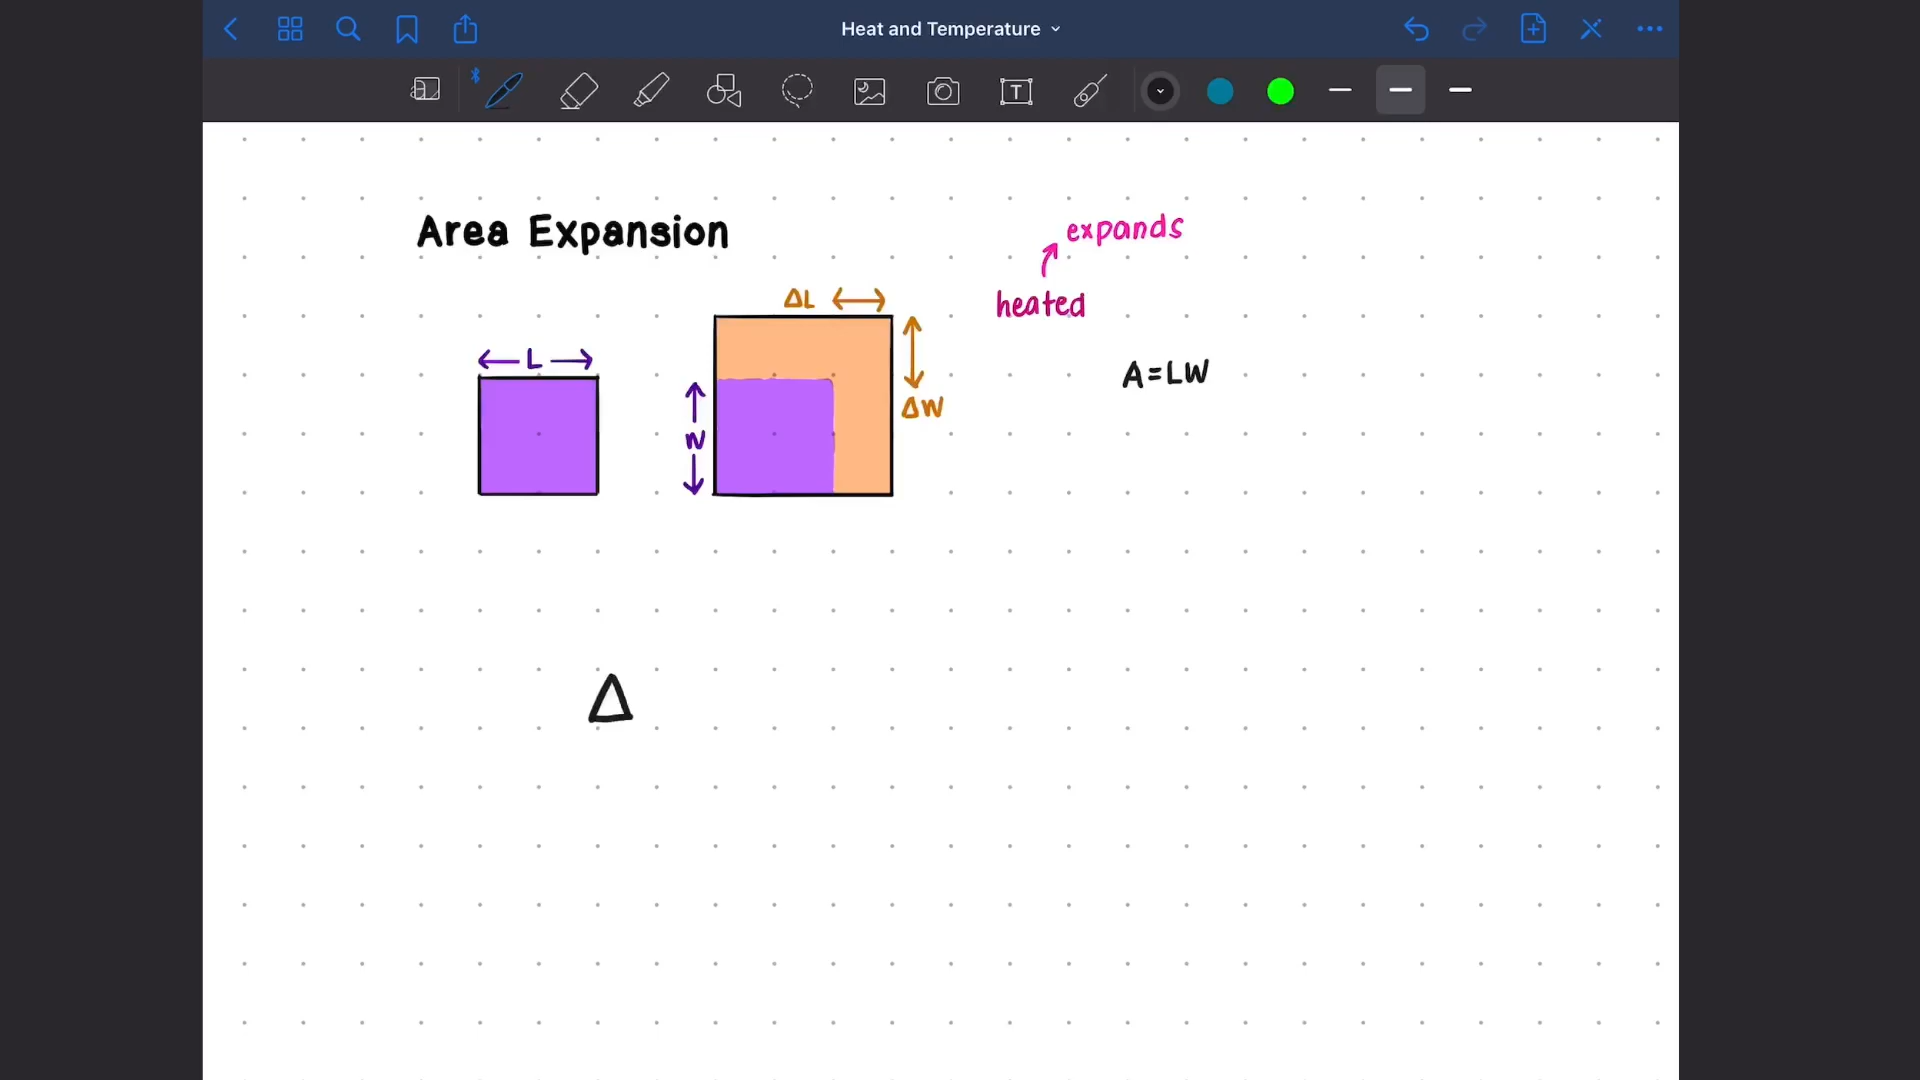 Heat and Temperature
T
Area Expansion
expands
heated
ΔL
L
W
ΔW
A=LW
Δ